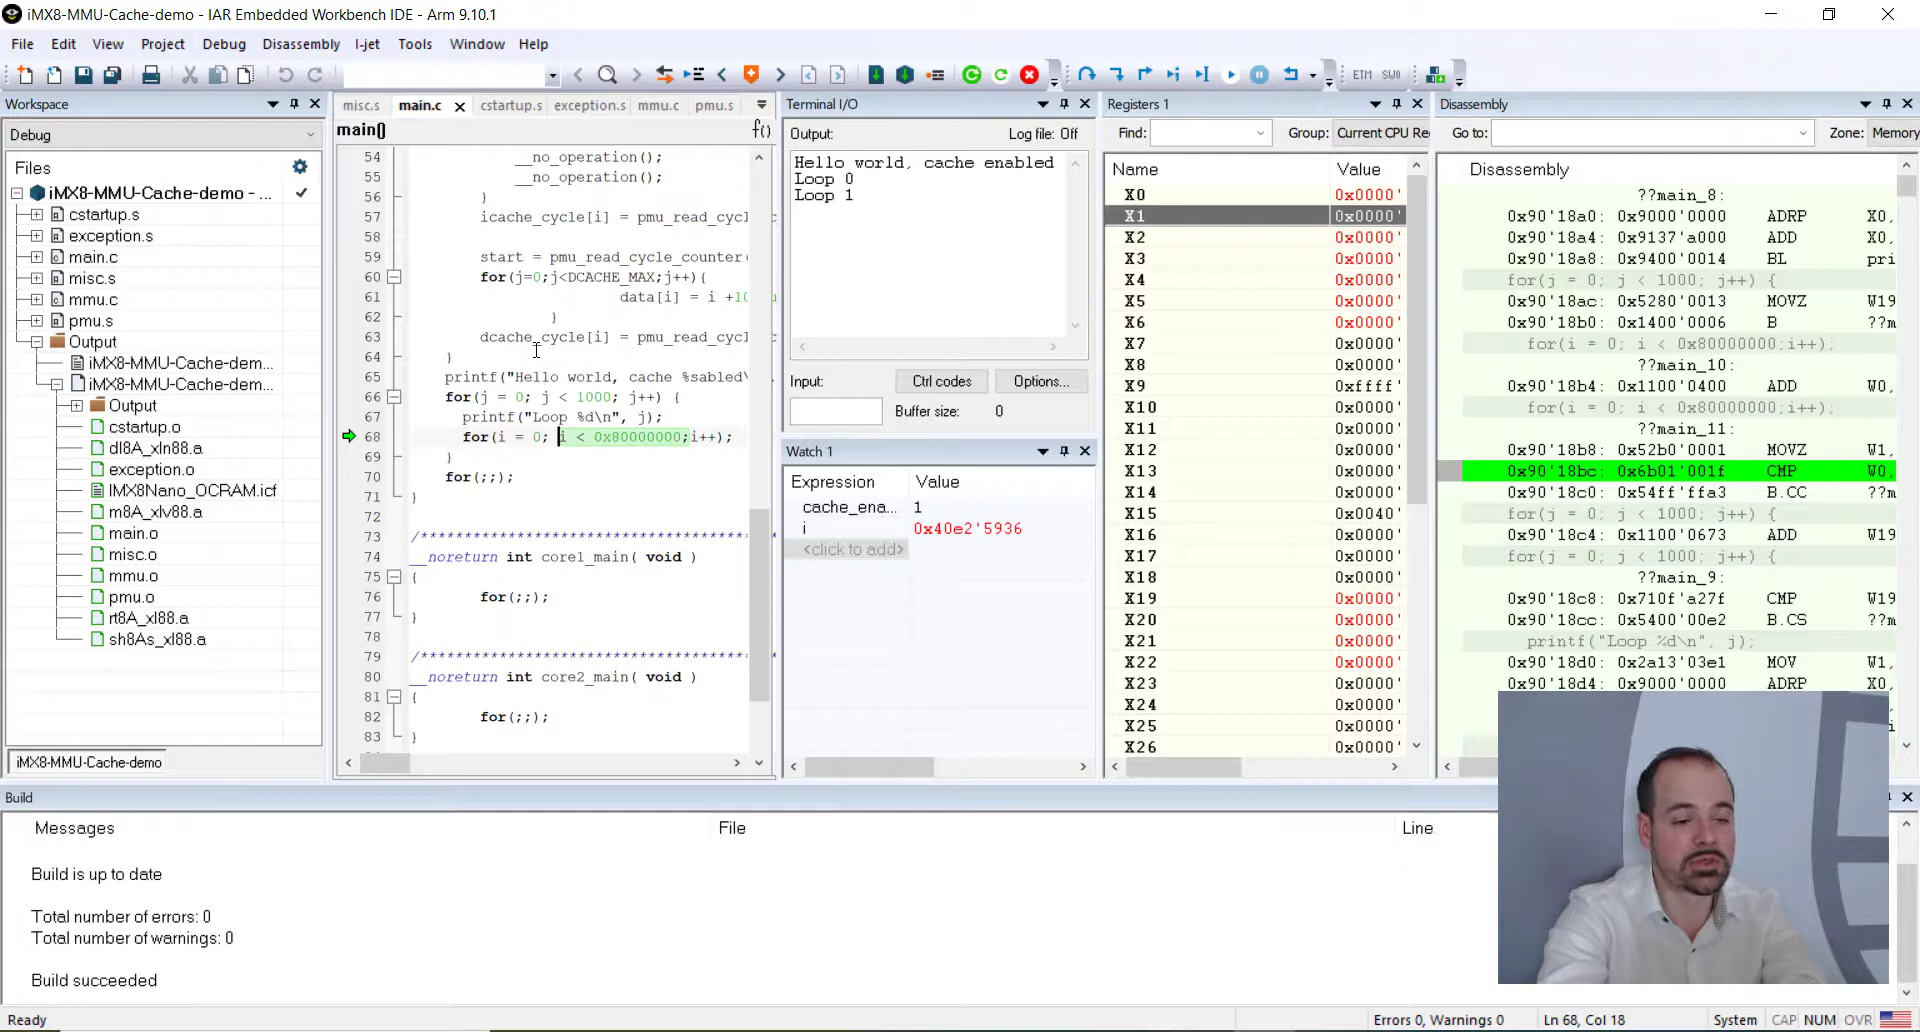 iMX8-MMU-Cache-demo - IAR Embedded Workbench IDE - Arm 9.10.1
File Edit View Project Debug Disassembly I-jet Tools Window Help
ETM SWO
Workspace
Debug
Files
iMX8-MMU-Cache-demo - ...
cstartup.s
exception.s
main.c
misc.s
mmu.c
pmu.s
Output
iMX8-MMU-Cache-dem...
iMX8-MMU-Cache-dem...
Output
cstartup.o
dl8A_xln88.a
exception.o
IMX8Nano_OCRAM.icf
m8A_xlv88.a
main.o
misc.o
mmu.o
pmu.o
rt8A_xl88.a
sh8As_xl88.a
iMX8-MMU-Cache-demo
misc.s main.c cstartup.s exception.s mmu.c pmu.s
main() f()
54 __no_operation();
55 __no_operation();
56 }
57 icache_cycle[i] = pmu_read_cycl
58
59 start = pmu_read_cycle_counter(
60 for(j=0;j<DCACHE_MAX;j++){
61 data[i] = i +10
62 }
63 dcache_cycle[i] = pmu_read_cycl
64 }
65 printf("Hello world, cache %sabled\
66 for(j = 0; j < 1000; j++) {
67 printf("Loop %d\n", j);
68 for(i = 0; i < 0x80000000;i++);
69 }
70 for(;;);
71 }
72
73 /**************************************
74 __noreturn int core1_main( void )
75 {
76 for(;;);
77 }
78
79 /**************************************
80 __noreturn int core2_main( void )
81 {
82 for(;;);
83 }
Terminal I/O
Output: Log file: Off
Hello world, cache enabled
Loop 0
Loop 1
Input: Ctrl codes Options...
Buffer size: 0
Watch 1
Expression Value
cache_ena... 1
i 0x40e2'5936
<click to add>
Registers 1
Find: Group: Current CPU Re
Name Value
X0 0x0000'
X1 0x0000'
X2 0x0000'
X3 0x0000'
X4 0x0000'
X5 0x0000'
X6 0x0000'
X7 0x0000'
X8 0x0000'
X9 0xffff'
X10 0x0000'
X11 0x0000'
X12 0x0000'
X13 0x0000'
X14 0x0000'
X15 0x0040'
X16 0x0000'
X17 0x0000'
X18 0x0000'
X19 0x0000'
X20 0x0000'
X21 0x0000'
X22 0x0000'
X23 0x0000'
X24 0x0000'
X25 0x0000'
X26 0x0000'
Disassembly
Go to: Zone: Memory
Disassembly
??main_8:
0x90'18a0: 0x9000'0000 ADRP X0,
0x90'18a4: 0x9137'a000 ADD X0,
0x90'18a8: 0x9400'0014 BL pri
for(j = 0; j < 1000; j++) {
0x90'18ac: 0x5280'0013 MOVZ W19
0x90'18b0: 0x1400'0006 B ??m
for(i = 0; i < 0x80000000;i++);
??main_10:
0x90'18b4: 0x1100'0400 ADD W0,
for(i = 0; i < 0x80000000;i++);
??main_11:
0x90'18b8: 0x52b0'0001 MOVZ W1,
0x90'18bc: 0x6b01'001f CMP W0,
0x90'18c0: 0x54ff'ffa3 B.CC ??m
for(j = 0; j < 1000; j++) {
0x90'18c4: 0x1100'0673 ADD W19
for(j = 0; j < 1000; j++) {
??main_9:
0x90'18c8: 0x710f'a27f CMP W19
0x90'18cc: 0x5400'00e2 B.CS ??m
printf("Loop %d\n", j);
0x90'18d0: 0x2a13'03e1 MOV W1,
0x90'18d4: 0x9000'0000 ADRP X0,
Build
Messages File Line
Build is up to date
Total number of errors: 0
Total number of warnings: 0
Build succeeded
Ready Errors 0, Warnings 0 Ln 68, Col 18 System CAP NUM OVR